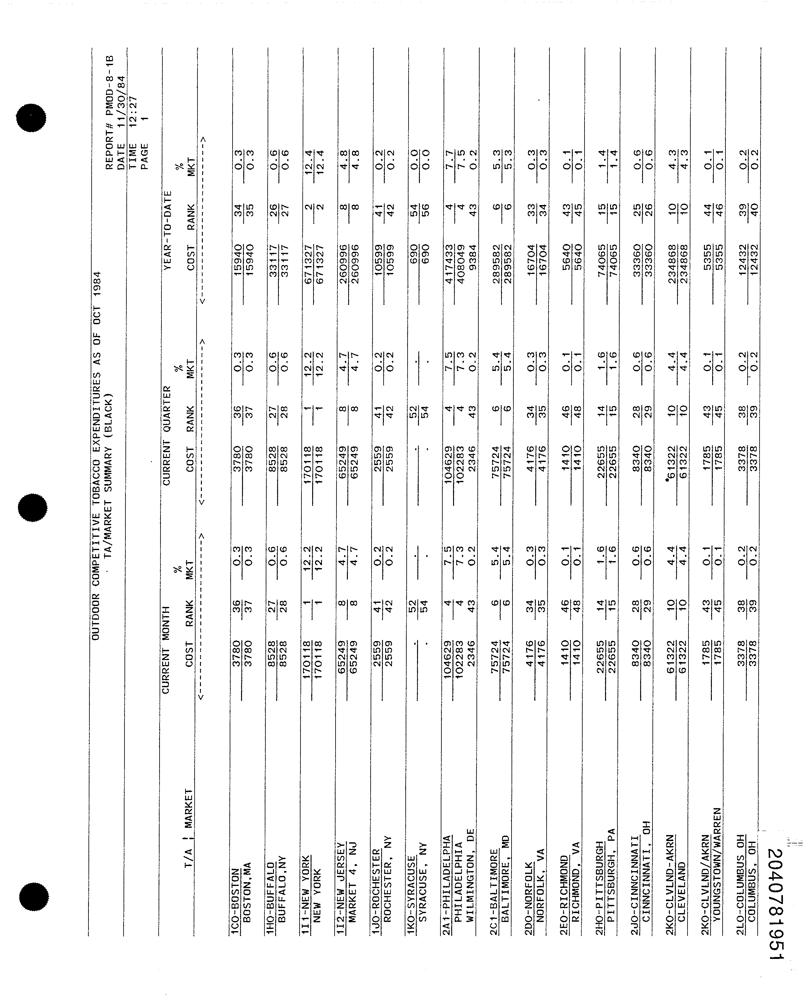 REPORT# PMOD-8-1B
OUTDOOR COMPETITIVE TOBACCO EXPENDITURES AS OF OCT 1984 DATE 11/30/84
TA/MARKET SUMMARY (BLACK) TIME 12:27
PAGE 1
CURRENT MONTH CURRENT QUARTER YEAR-TO-DATE
% % %
T/A | MARKET COST RANK MKT COST RANK MKT COST RANK MKT
<-----------------------------> <-----------------------------> <----------------------------->
1CO-BOSTON 3780 36 0.3 3780 36 0.3 15940 34 0.3
BOSTON,MA 3780 37 0.3 3780 37 0.3 15940 35 0.3
1HO-BUFFALO 8528 27 0.6 8528 27 0.6 33117 26 0.6
BUFFALO,NY 8528 28 0.6 8528 28 0.6 33117 27 0.6
1I1-NEW YORK 170118 1 12.2 170118 1 12.2 671327 2 12.4
NEW YORK 170118 1 12.2 170118 1 12.2 671327 2 12.4
1I2-NEW JERSEY 65249 8 4.7 65249 8 4.7 260996 8 4.8
MARKET 4, NJ 65249 8 4.7 65249 8 4.7 260996 8 4.8
1JO-ROCHESTER 2559 41 0.2 2559 41 0.2 10599 41 0.2
ROCHESTER, NY 2559 42 0.2 2559 42 0.2 10599 42 0.2
1KO-SYRACUSE . 52 . . 52 . 690 54 0.0
SYRACUSE, NY . 54 . . 54 . 690 56 0.0
2A1-PHILADELPHA 104629 4 7.5 104629 4 7.5 417433 4 7.7
PHILADELPHIA 102283 4 7.3 102283 4 7.3 408049 4 7.5
WILMINGTON, DE 2346 43 0.2 2346 43 0.2 9384 43 0.2
2C1-BALTIMORE 75724 6 5.4 75724 6 5.4 289582 6 5.3
BALTIMORE, MD 75724 6 5.4 75724 6 5.4 289582 6 5.3
2DO-NORFOLK 4176 34 0.3 4176 34 0.3 16704 33 0.3
NORFOLK, VA 4176 35 0.3 4176 35 0.3 16704 34 0.3
2EO-RICHMOND 1410 46 0.1 1410 46 0.1 5640 43 0.1
RICHMOND, VA 1410 48 0.1 1410 48 0.1 5640 45 0.1
2HO-PITTSBURGH 22655 14 1.6 22655 14 1.6 74065 15 1.4
PITTSBURGH, PA 22655 15 1.6 22655 15 1.6 74065 15 1.4
2JO-CINNCINNATI 8340 28 0.6 8340 28 0.6 33360 25 0.6
CINNCINNATI, OH 8340 29 0.6 8340 29 0.6 33360 26 0.6
2KO-CLVLND-AKRN 61322 10 4.4 61322 10 4.4 234868 10 4.3
CLEVELAND 61322 10 4.4 61322 10 4.4 234868 10 4.3
2KO-CLVLND/AKRN 1785 43 0.1 1785 43 0.1 5355 44 0.1
YOUNGSTOWN/WARREN 1785 45 0.1 1785 45 0.1 5355 46 0.1
2LO-COLUMBUS OH 3378 38 0.2 3378 38 0.2 12432 39 0.2
COLUMBUS, OH 3378 39 0.2 3378 39 0.2 12432 40 0.2
2040781951